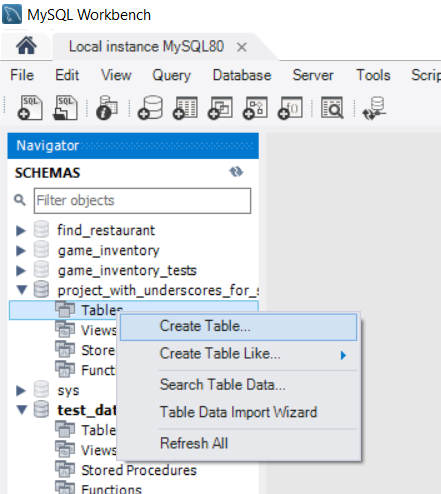 MySQL Workbench
Local instance MySQL80
File Edit View Query Database Server Tools Scrip
SQL SQL
Navigator
SCHEMAS
Filter objects
find_restaurant
game_inventory
game_inventory_tests
project_with_underscores_for_s
Tables
Views
Stored
Functi
sys
test_dat
Table
Views
Stored Procedures
Functions
Create Table...
Create Table Like...
Search Table Data...
Table Data Import Wizard
Refresh All